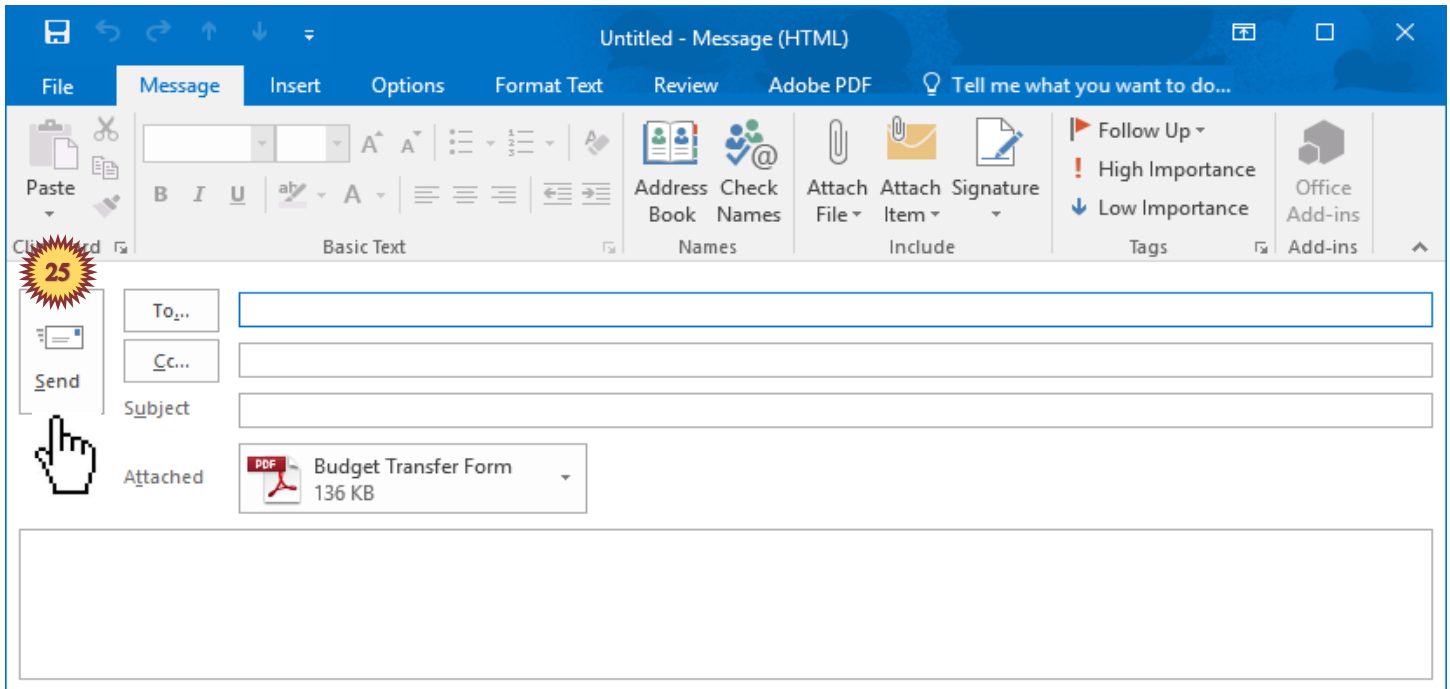 Untitled - Message (HTML)
File Message Insert Options Format Text Review Adobe PDF Tell me what you want to do...
Paste
B I U ab A
A A
Address Book
Check Names
Attach File
Attach Item
Signature
Follow Up
High Importance
Low Importance
Office Add-ins
Basic Text Names Include Tags Add-ins
25
Send
To...
Cc...
Subject
Attached
PDF
Budget Transfer Form
136 KB